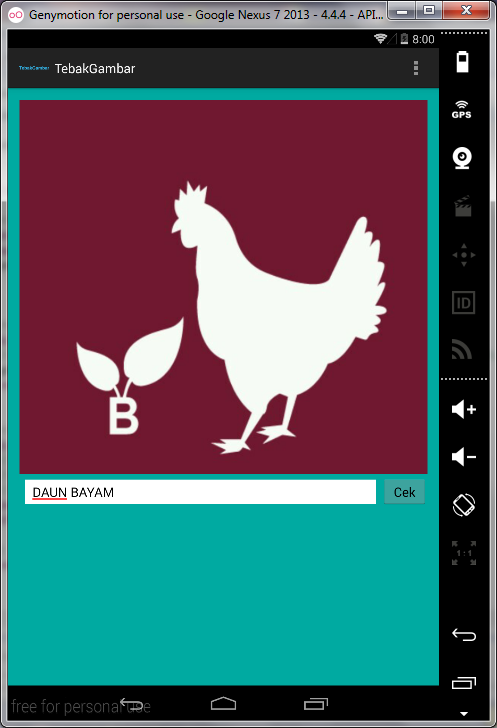 Genymotion for personal use - Google Nexus 7 2013 - 4.4.4 - API...
8:00
TebakGambar TebakGambar
GPS
B
ID
DAUN BAYAM Cek
1:1
free for personal use